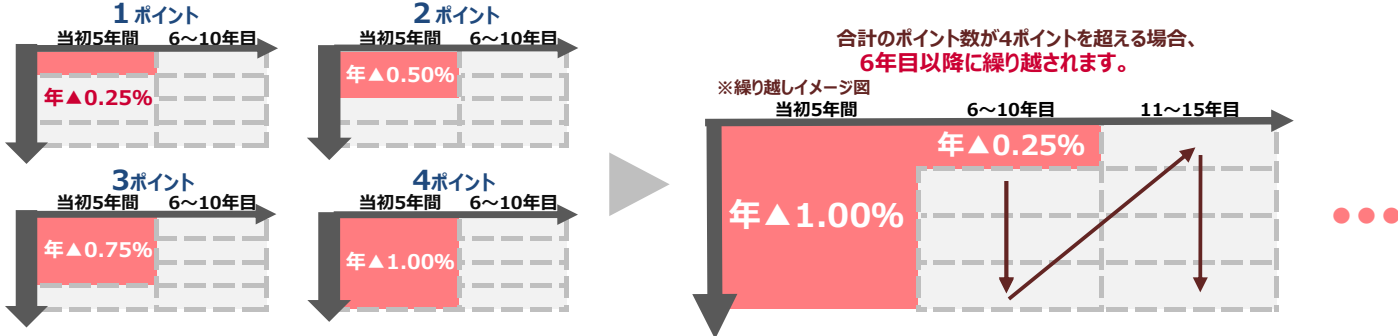 1 ポイント
当初5年間 6～10年目
年▲0.25%
2 ポイント
当初5年間 6～10年目
年▲0.50%
3ポイント
当初5年間 6～10年目
年▲0.75%
4ポイント
当初5年間 6～10年目
年▲1.00%
合計のポイント数が4ポイントを超える場合、
6年目以降に繰り越されます。
※繰り越しイメージ図
当初5年間 6～10年目 11～15年目
年▲0.25%
年▲1.00%